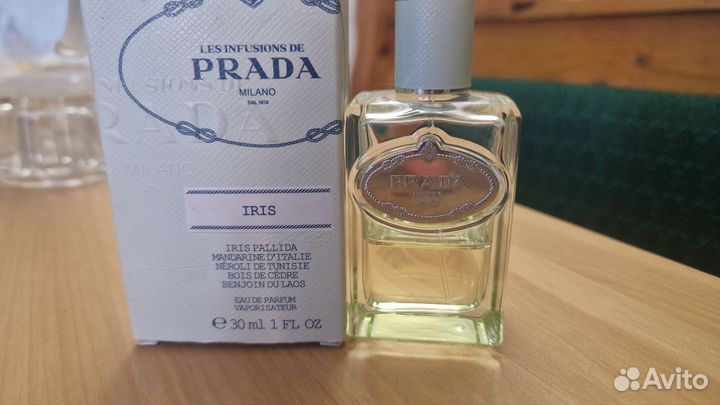 LES INFUSIONS DE
PRADA
MILANO
DAL 1913
IRIS
IRIS PALLIDA
MANDARINE D'ITALIE
NÉROLI DE TUNISIE
BOIS DE CÈDRE
BENJOIN DU LAOS
EAU DE PARFUM
VAPORISATEUR
℮ 30 ml 1 FL OZ
PRADA
Avito